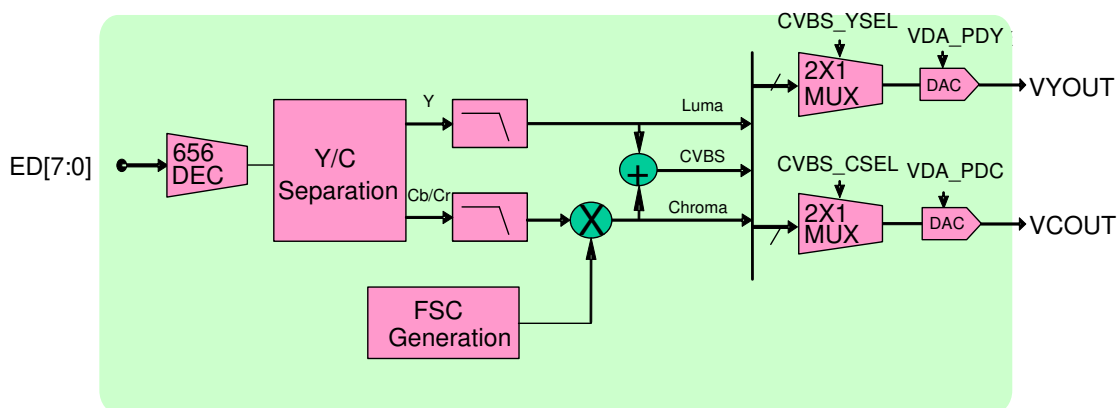 CVBS_YSEL
VDA_PDY
2X1
MUX
DAC
VYOUT
Y
Luma
656
DEC
ED[7:0]
Y/C
Separation
CVBS
+
CVBS_CSEL
VDA_PDC
Cb/Cr
Chroma
X
2X1
MUX
DAC
VCOUT
FSC
Generation